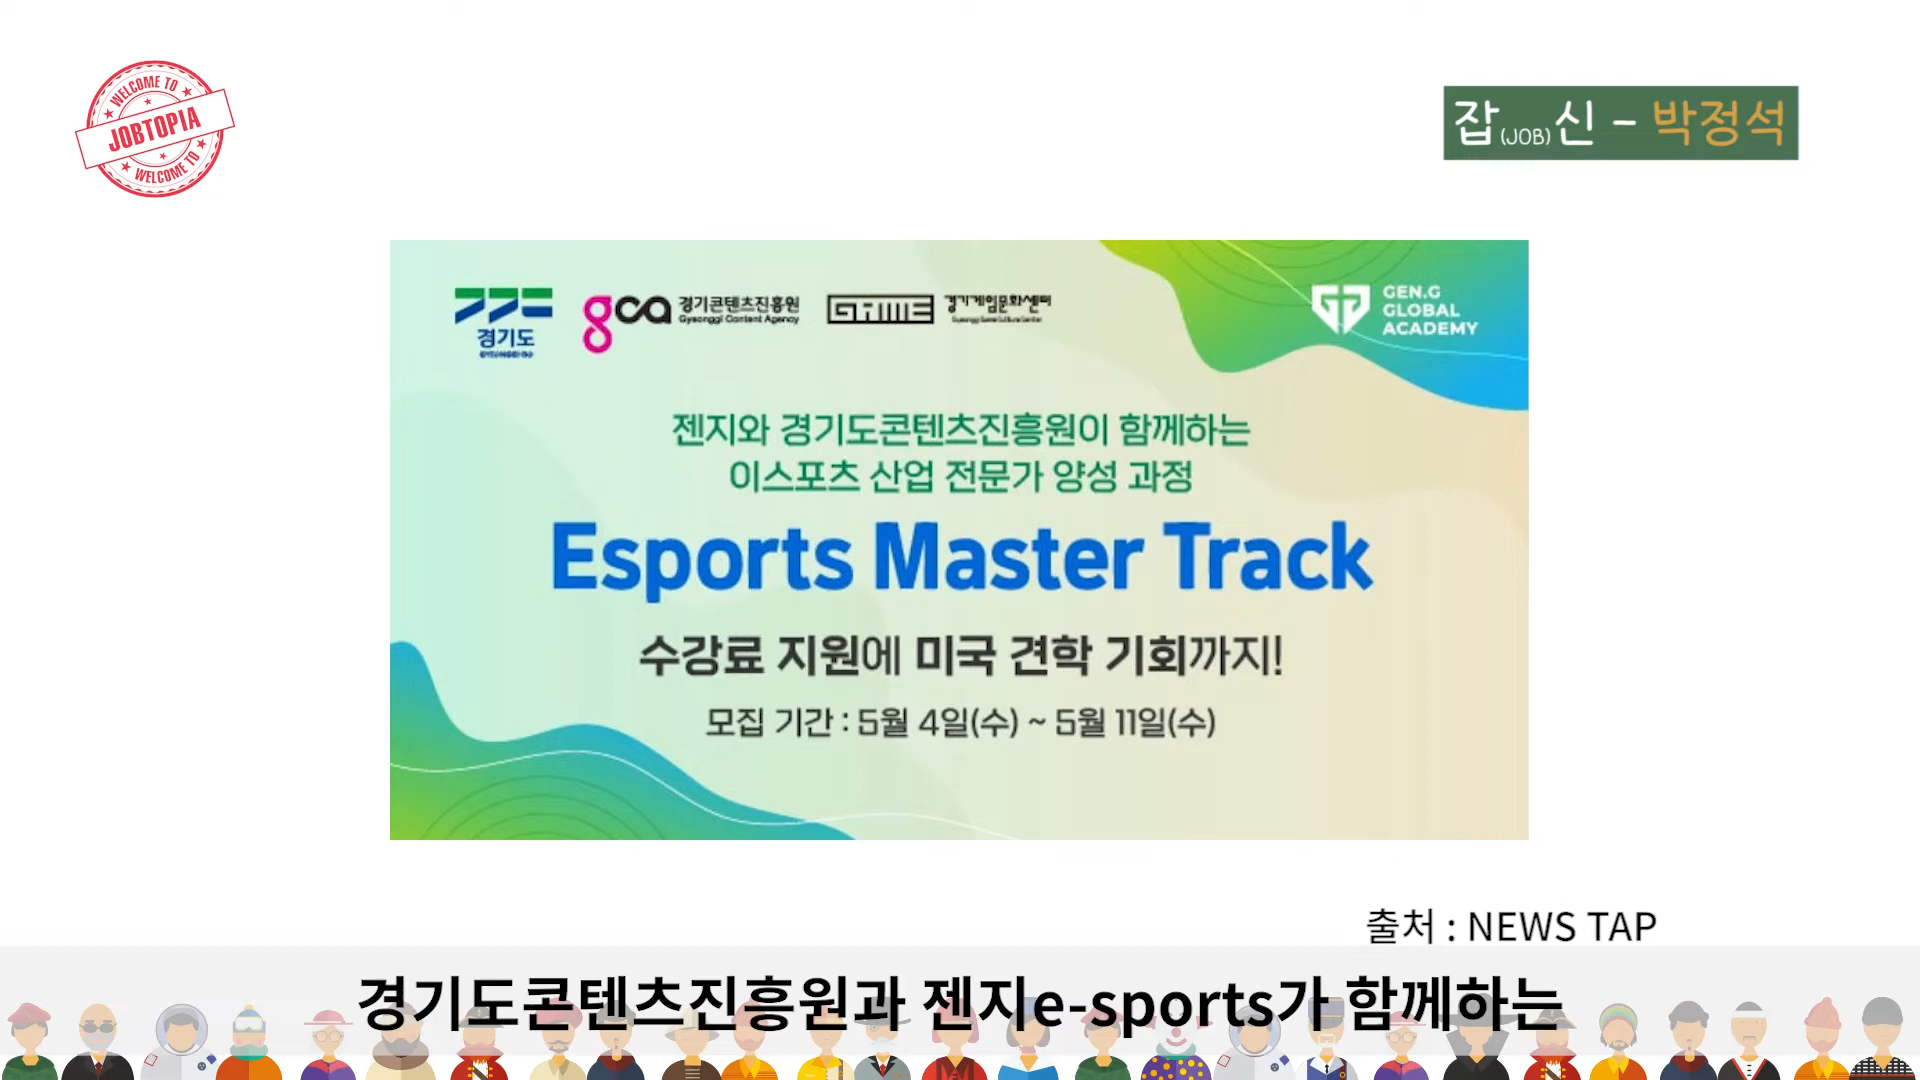 WELCOME TO
JOBTOPIA
WELCOME TO
잡(JOB)신 - 박정석
경기도
GYEONGGI-DO
gca 경기콘텐츠진흥원
Gyeonggi Content Agency
GAME 경기게임문화센터
Gyeonggi Game Culture Center
GEN.G
GLOBAL
ACADEMY
젠지와 경기도콘텐츠진흥원이 함께하는
이스포츠 산업 전문가 양성 과정
Esports Master Track
수강료 지원에 미국 견학 기회까지!
모집 기간 : 5월 4일(수) ~ 5월 11일(수)
출처 : NEWS TAP
경기도콘텐츠진흥원과 젠지e-sports가 함께하는